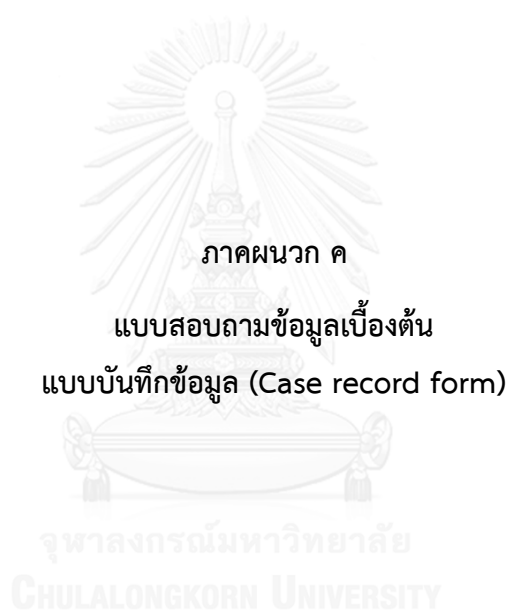 ภาคผนวก ค
แบบสอบถามข้อมูลเบื้องต้น
แบบบันทึกข้อมูล (Case record form)
จุฬาลงกรณ์มหาวิทยาลัย
CHULALONGKORN UNIVERSITY